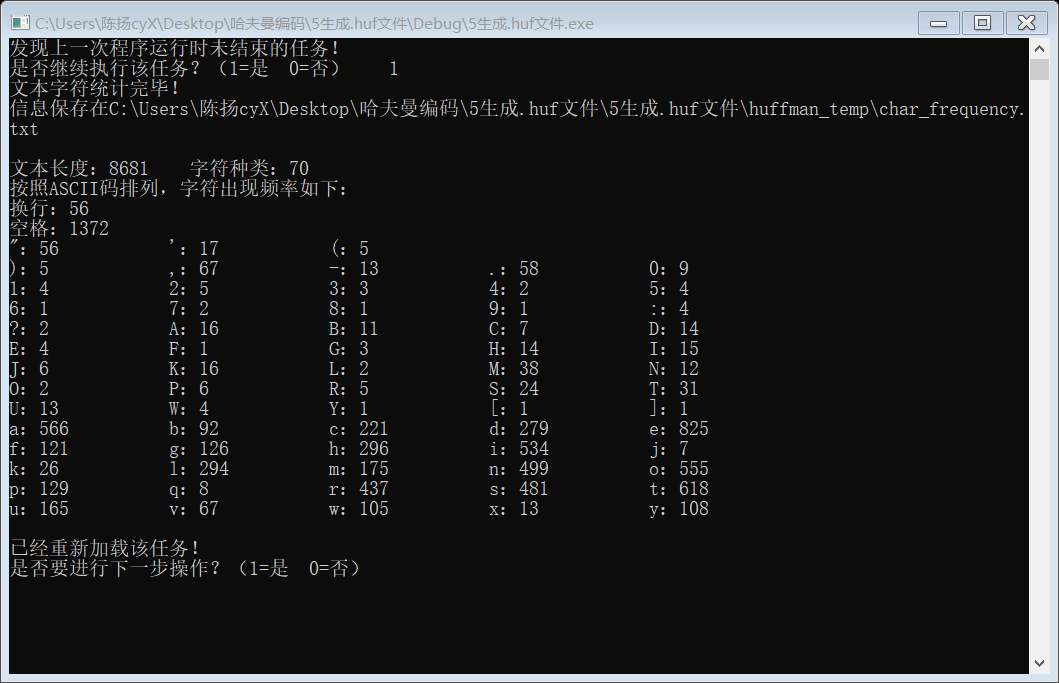 C:\Users\陈扬cyX\Desktop\哈夫曼编码\5生成.huf文件\Debug\5生成.huf文件.exe
发现上一次程序运行时未结束的任务！
是否继续执行该任务？（1=是  0=否）    1
文本字符统计完毕！
信息保存在C:\Users\陈扬cyX\Desktop\哈夫曼编码\5生成.huf文件\5生成.huf文件\huffman_temp\char_frequency.
txt
文本长度：8681    字符种类：70
按照ASCII码排列，字符出现频率如下：
换行：56
空格：1372
"：56 '：17 (：5
)：5 ,：67 -：13 .：58 0：9
1：4 2：5 3：3 4：2 5：4
6：1 7：2 8：1 9：1 :：4
?：2 A：16 B：11 C：7 D：14
E：4 F：1 G：3 H：14 I：15
J：6 K：16 L：2 M：38 N：12
O：2 P：6 R：5 S：24 T：31
U：13 W：4 Y：1 [：1 ]：1
a：566 b：92 c：221 d：279 e：825
f：121 g：126 h：296 i：534 j：7
k：26 l：294 m：175 n：499 o：555
p：129 q：8 r：437 s：481 t：618
u：165 v：67 w：105 x：13 y：108
已经重新加载该任务！
是否要进行下一步操作？（1=是  0=否）